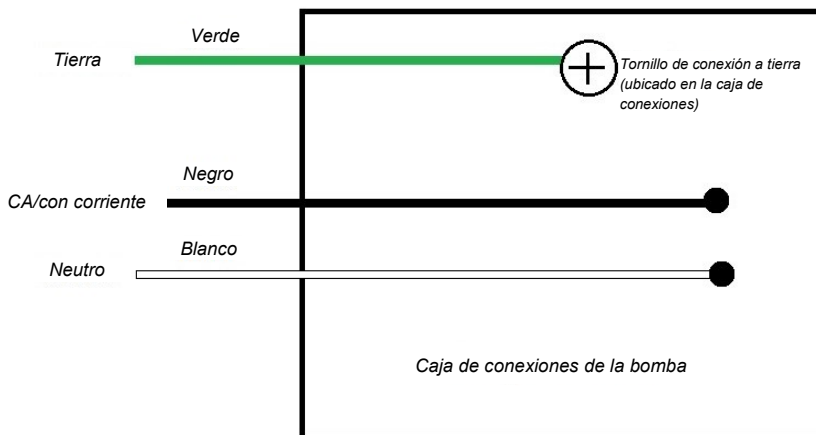 Verde
Tierra
Tornillo de conexión a tierra
(ubicado en la caja de
conexiones)
Negro
CA/con corriente
Blanco
Neutro
Caja de conexiones de la bomba